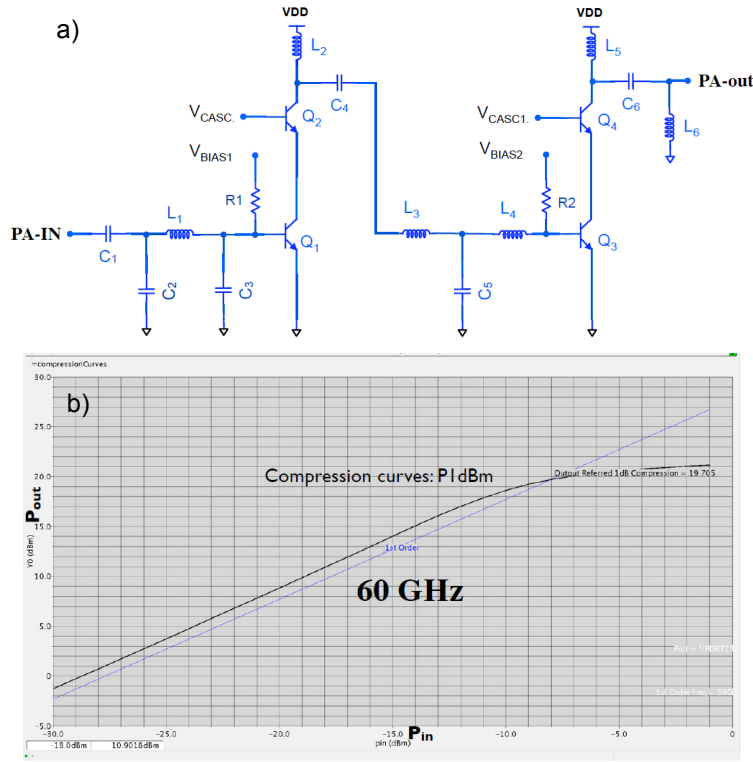 a)
VDD
VDD
L2
L5
PA-out
C4
C6
VCASC.
Q2
VCASC1.
Q4
L6
VBIAS1
VBIAS2
R1
L1
L3
L4
R2
PA-IN
Q1
Q3
C1
C2
C3
C5
=compressionCurves
b)
30.0
25.0
20.0
15.0
10.0
5.0
0
-5.0
Pout
Y0 (dBm)
Compression curves: P1dBm
Output Referred 1dB Compression = 19.705
1st Order
60 GHz
Port =
1st Order freq =
-30.0 -25.0 -20.0 -15.0 -10.0 -5.0 0
Pin
pin (dBm)
-18.0dBm 10.9018dBm